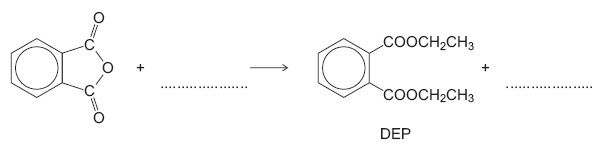 O
C
O
C
O
+
....................
COOCH₂CH₃
COOCH₂CH₃
+
....................
DEP